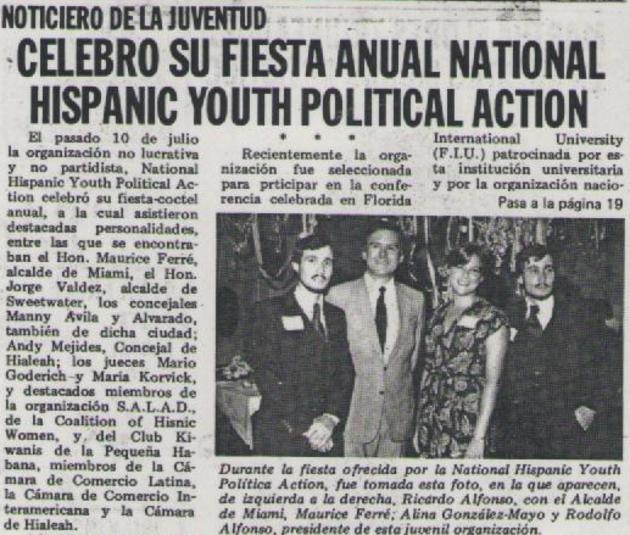 NOTICIERO DE LA JUVENTUD
CELEBRO SU FIESTA ANUAL NATIONAL
HISPANIC YOUTH POLITICAL ACTION
El pasado 10 de julio
la organización no lucrativa
y no partidista, National
Hispanic Youth Political Ac-
tion celebró su fiesta-coctel
anual, a la cual asistieron
destacadas personalidades,
entre las que se encontra-
ban el Hon. Maurice Ferré,
alcalde de Miami, el Hon.
Jorge Valdez, alcalde de
Sweetwater, los concejales
Manny Avila y Alvarado,
también de dicha ciudad;
Andy Mejides, Concejal de
Hialeah; los jueces Mario
Goderich y Maria Korvick,
y destacados miembros de
la organización S.A.L.A.D.,
de la Coalition of Hisnic
Women, y, del Club Ki-
wanis de la Pequeña Ha-
bana, miembros de la Cá-
mara de Comercio Latina,
la Cámara de Comercio In-
teramericana y la Cámara
de Hialeah.
* * *
Recientemente la orga-
nización fue seleccionada
para prticipar en la confe-
rencia celebrada en Florida
International University
(F.I.U.) patrocinada por es-
ta institución universitaria
y por la organización nacio-
Pasa a la página 19
Durante la fiesta ofrecida por la National Hispanic Youth
Política Action, fue tomada esta foto, en la que aparecen,
de izquierda a la derecha, Ricardo Alfonso, con el Alcalde
de Miami, Maurice Ferré; Alina González-Mayo y Rodolfo
Alfonso, presidente de esta juvenil organización.